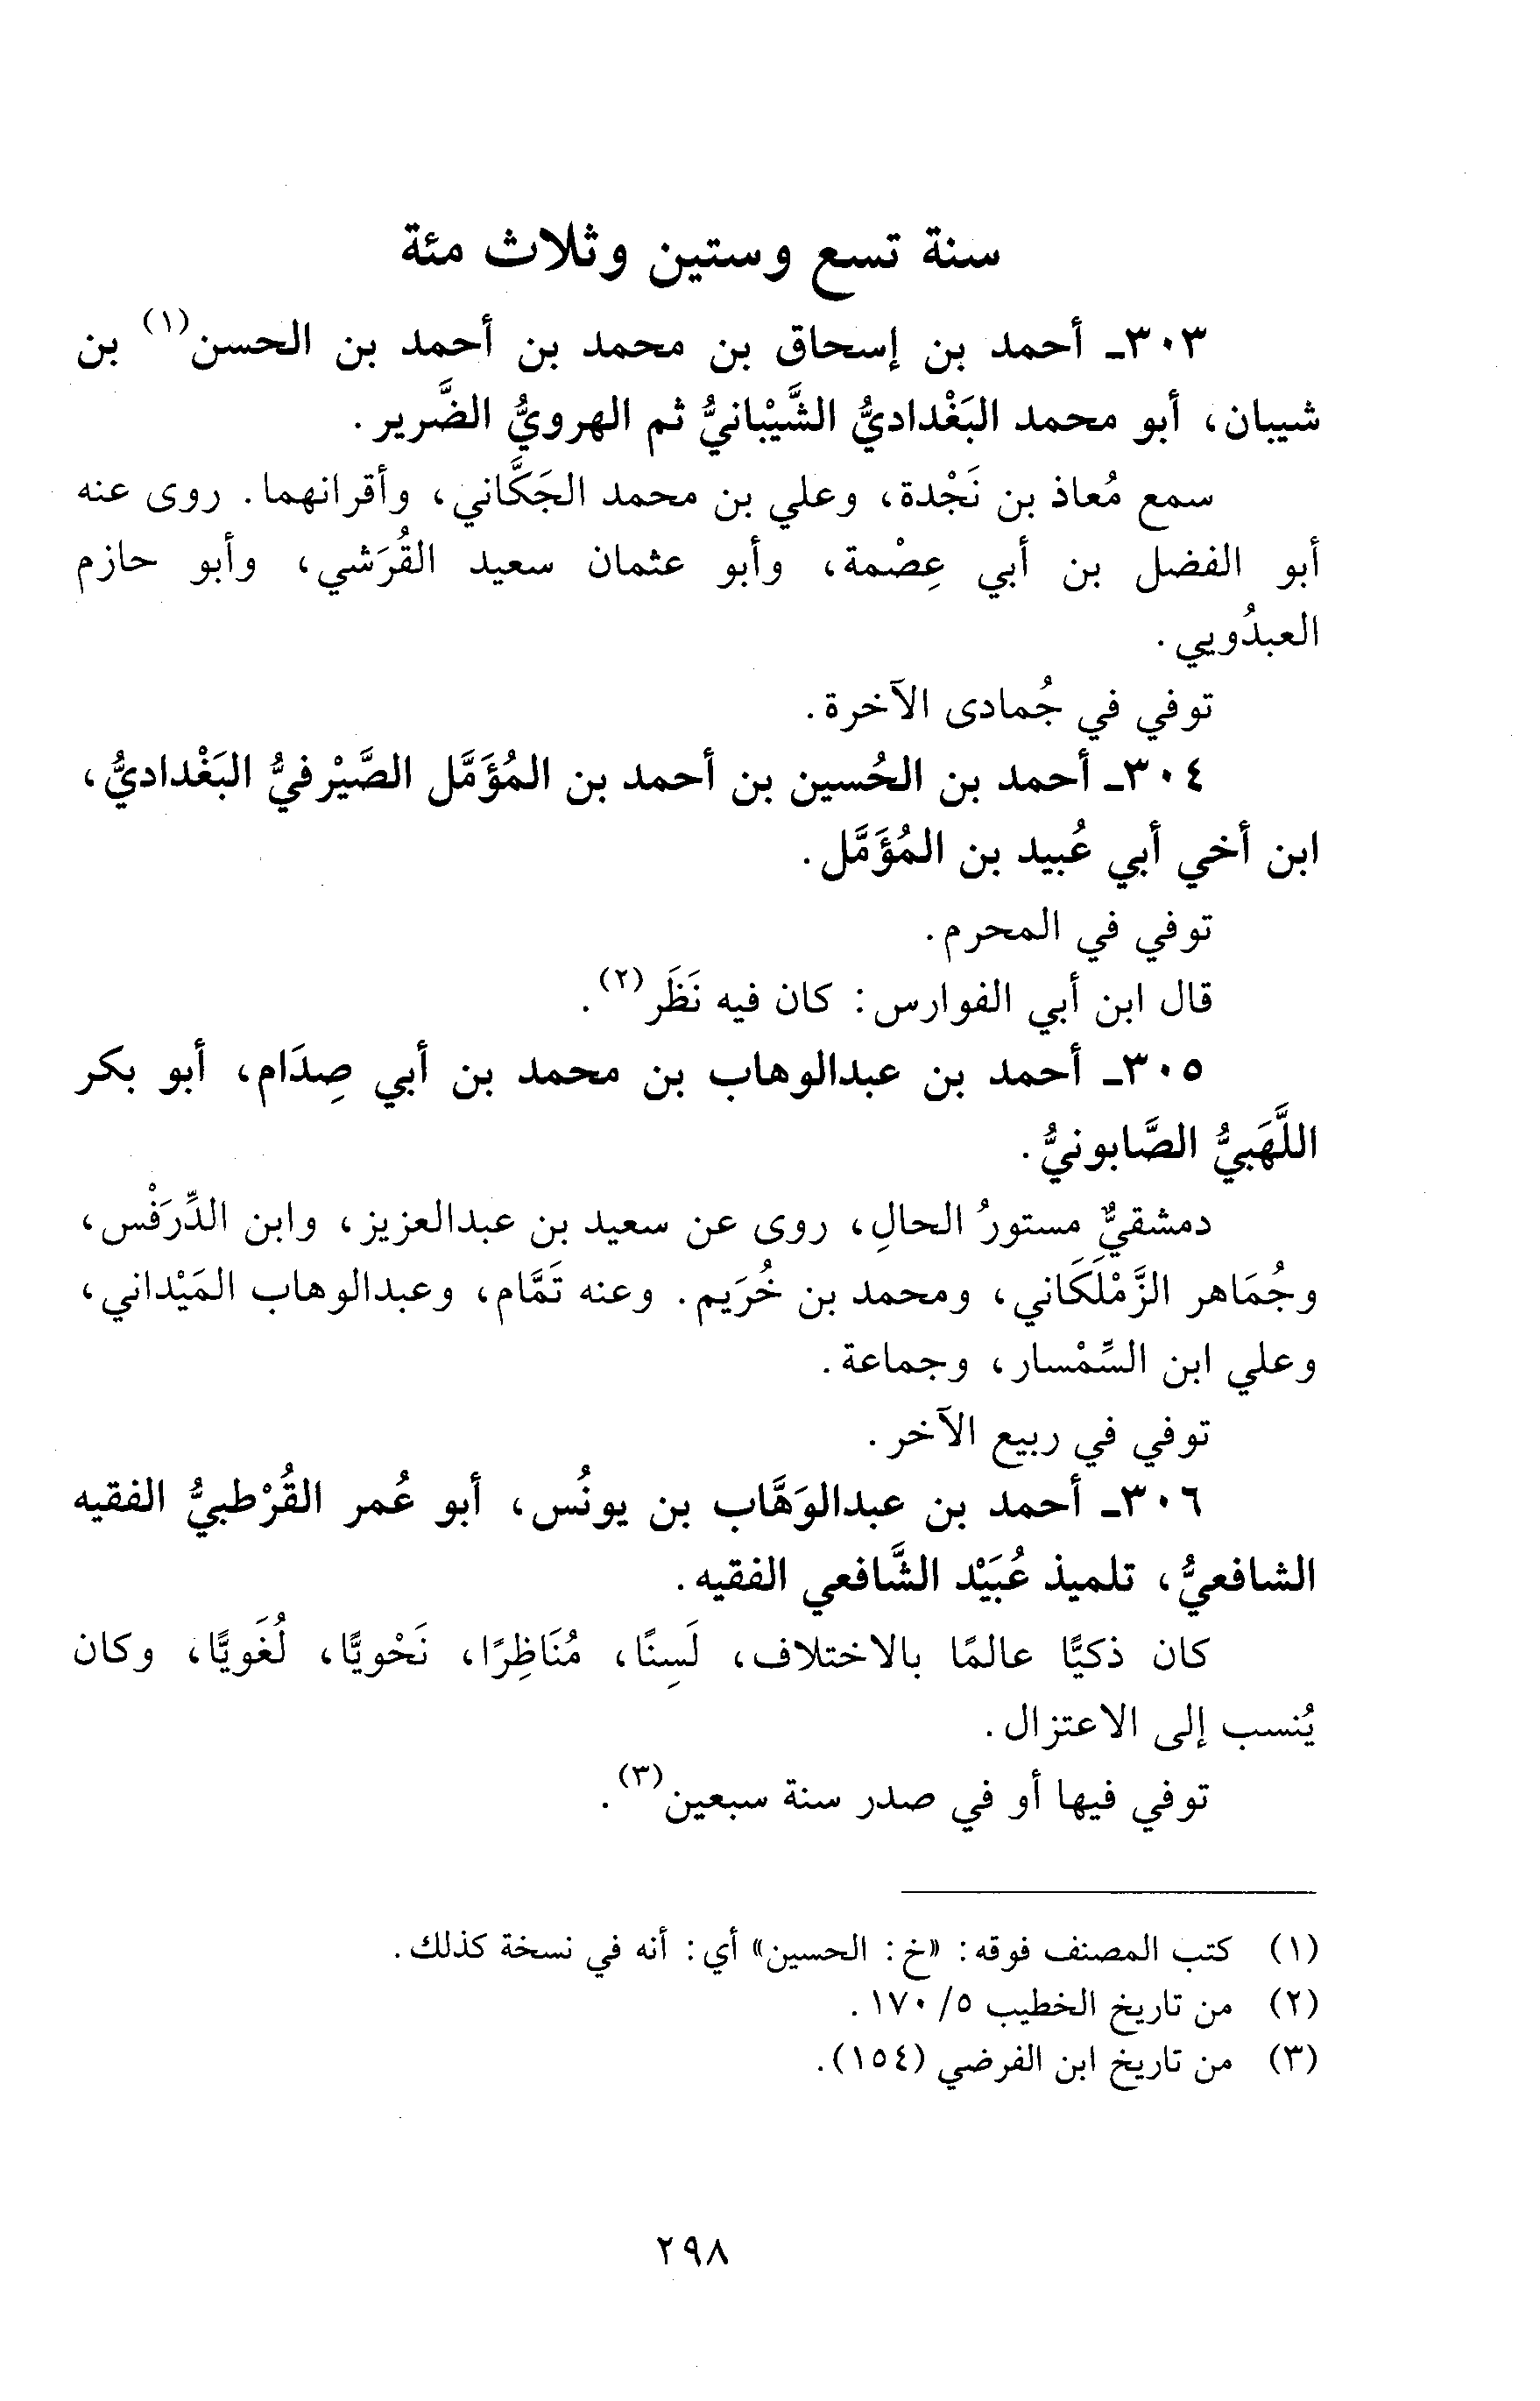 سنة تسع وستين وثلاث مئة
٣٠٣ـ أحمد بن إسحاق بن محمد بن أحمد بن الحسن(١) بن
شيبان، أبو محمد البَغْداديُّ الشَّيْبانيُّ ثم الهرويُّ الضَّرير.
سمع مُعاذ بن نَجْدة، وعلي بن محمد الجَكَّاني، وأقرانهما. روى عنه
أبو الفضل بن أبي عِصْمة، وأبو عثمان سعيد القُرَشي، وأبو حازم
العبدُويي.
توفي في جُمادى الآخرة.
٣٠٤ـ أحمد بن الحُسين بن أحمد بن المُؤَمَّل الصَّيْرفيُّ البَغْداديُّ،
ابن أخي أبي عُبيد بن المُؤَمَّل.
توفي في المحرم.
قال ابن أبي الفوارس: كان فيه نَظَر(٢).
٣٠٥ـ أحمد بن عبدالوهاب بن محمد بن أبي صِدَام، أبو بكر
اللَّهَبيُّ الصَّابونيُّ.
دمشقيٌّ مستورُ الحالِ، روى عن سعيد بن عبدالعزيز، وابن الدِّرَفْس،
وجُمَاهر الزَّمْلَكَاني، ومحمد بن خُرَيم. وعنه تَمَّام، وعبدالوهاب المَيْداني،
وعلي ابن السِّمْسار، وجماعة.
توفي في ربيع الآخر.
٣٠٦ـ أحمد بن عبدالوَهَّاب بن يونُس، أبو عُمر القُرْطبيُّ الفقيه
الشافعيُّ، تلميذ عُبَيْد الشَّافعي الفقيه.
كان ذكيًّا عالمًا بالاختلاف، لَسِنًا، مُنَاظِرًا، نَحْويًّا، لُغَويًّا، وكان
يُنسب إلى الاعتزال.
توفي فيها أو في صدر سنة سبعين(٣).
(١) كتب المصنف فوقه: «خ: الحسين» أي: أنه في نسخة كذلك.
(٢) من تاريخ الخطيب ٥/ ١٧٠.
(٣) من تاريخ ابن الفرضي (١٥٤).
٢٩٨